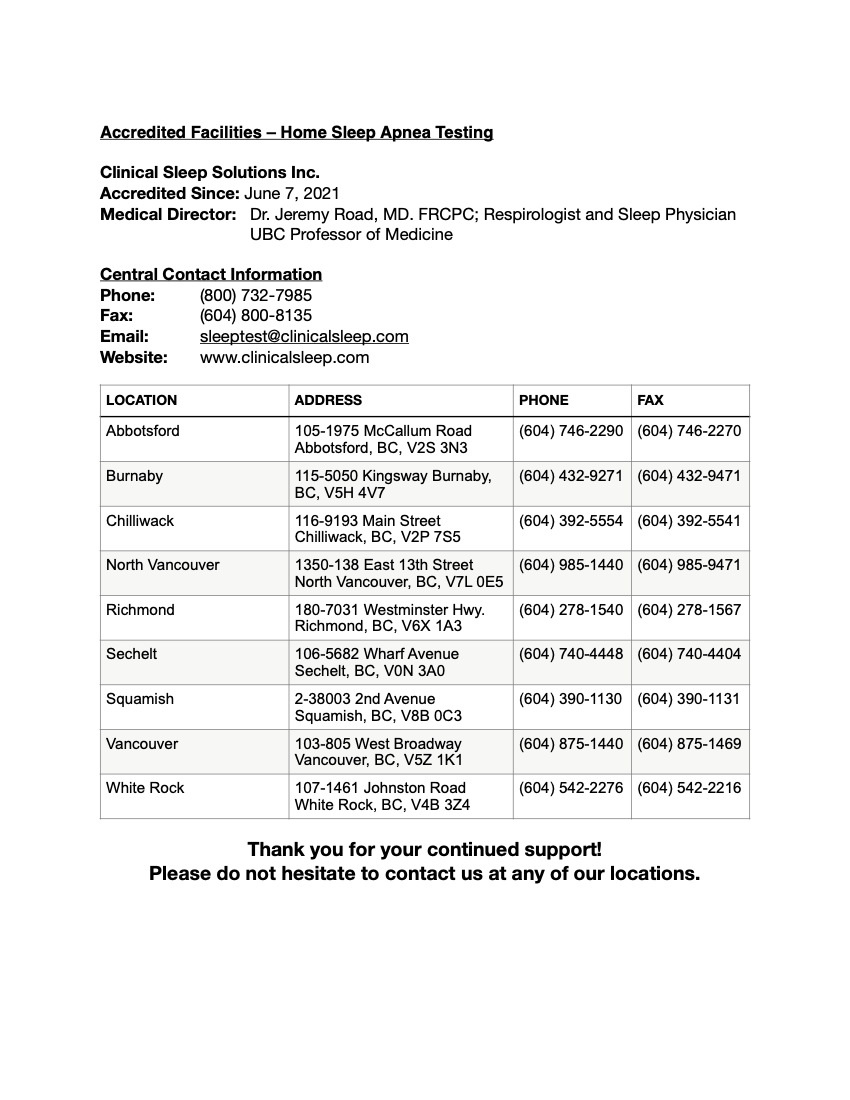 Accredited Facilities – Home Sleep Apnea Testing
Clinical Sleep Solutions Inc.
Accredited Since: June 7, 2021
Medical Director: Dr. Jeremy Road, MD. FRCPC; Respirologist and Sleep Physician
UBC Professor of Medicine
Central Contact Information
Phone: (800) 732-7985
Fax: (604) 800-8135
Email: sleeptest@clinicalsleep.com
Website: www.clinicalsleep.com
LOCATION ADDRESS PHONE FAX
Abbotsford 105-1975 McCallum Road (604) 746-2290 (604) 746-2270
Abbotsford, BC, V2S 3N3
Burnaby 115-5050 Kingsway Burnaby, (604) 432-9271 (604) 432-9471
BC, V5H 4V7
Chilliwack 116-9193 Main Street (604) 392-5554 (604) 392-5541
Chilliwack, BC, V2P 7S5
North Vancouver 1350-138 East 13th Street (604) 985-1440 (604) 985-9471
North Vancouver, BC, V7L 0E5
Richmond 180-7031 Westminster Hwy. (604) 278-1540 (604) 278-1567
Richmond, BC, V6X 1A3
Sechelt 106-5682 Wharf Avenue (604) 740-4448 (604) 740-4404
Sechelt, BC, V0N 3A0
Squamish 2-38003 2nd Avenue (604) 390-1130 (604) 390-1131
Squamish, BC, V8B 0C3
Vancouver 103-805 West Broadway (604) 875-1440 (604) 875-1469
Vancouver, BC, V5Z 1K1
White Rock 107-1461 Johnston Road (604) 542-2276 (604) 542-2216
White Rock, BC, V4B 3Z4
Thank you for your continued support!
Please do not hesitate to contact us at any of our locations.